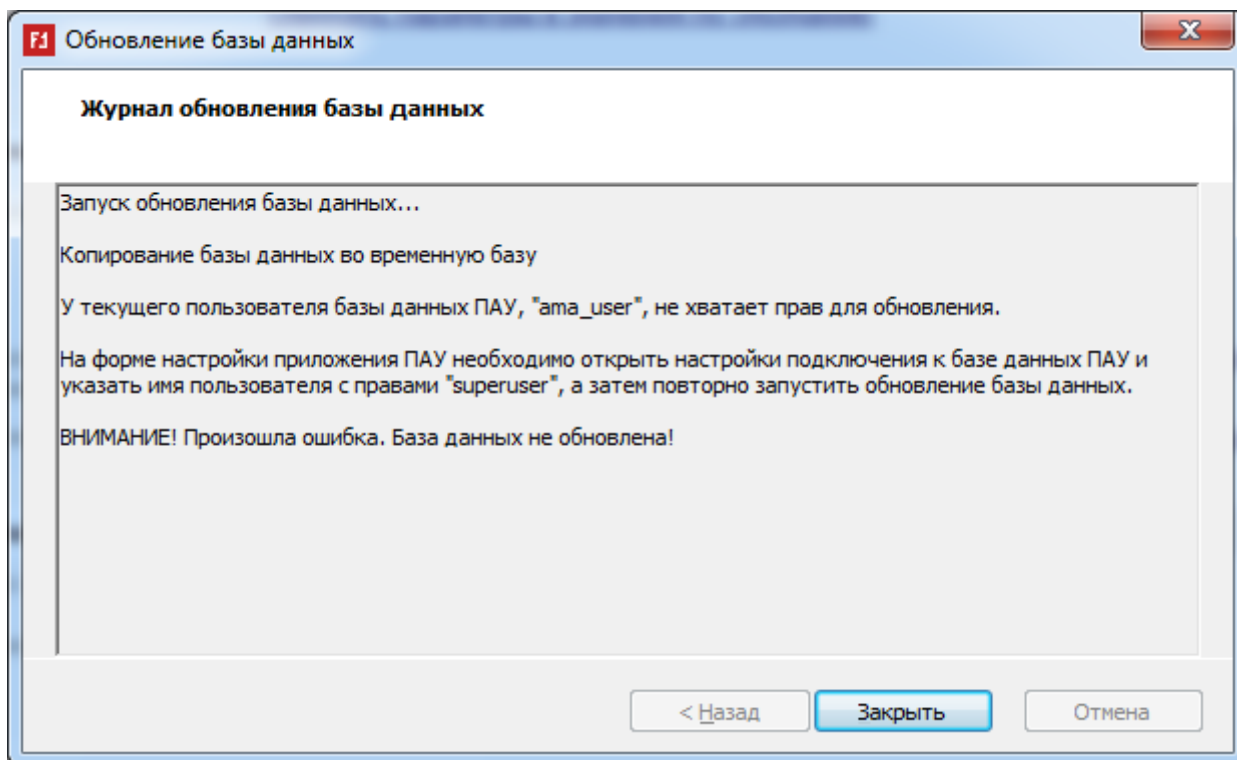 Обновление базы данных
Журнал обновления базы данных
Запуск обновления базы данных...
Копирование базы данных во временную базу
У текущего пользователя базы данных ПАУ, "ama_user", не хватает прав для обновления.
На форме настройки приложения ПАУ необходимо открыть настройки подключения к базе данных ПАУ и
указать имя пользователя с правами "superuser", а затем повторно запустить обновление базы данных.
ВНИМАНИЕ! Произошла ошибка. База данных не обновлена!
< Назад
Закрыть
Отмена